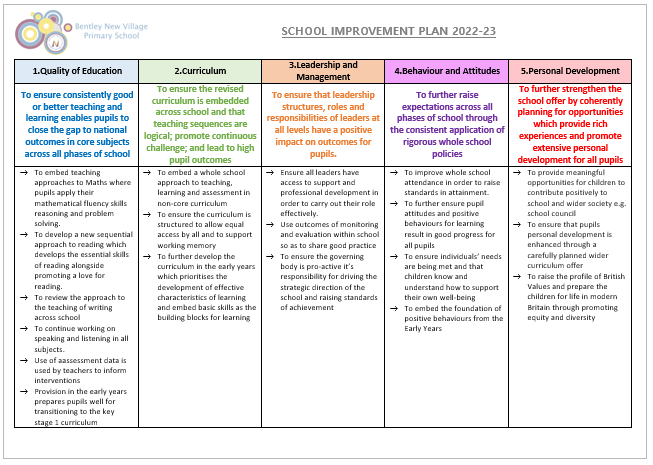 Bentley New Village
Primary School
N
SCHOOL IMPROVEMENT PLAN 2022-23
1.Quality of Education
2.Curriculum
3.Leadership and
Management
4.Behaviour and Attitudes
5.Personal Development
To ensure consistently good
or better teaching and
learning enables pupils to
close the gap to national
outcomes in core subjects
across all phases of school
To ensure the revised
curriculum is embedded
across school and that
teaching sequences are
logical; promote continuous
challenge; and lead to high
pupil outcomes
To ensure that leadership
structures, roles and
responsibilities of leaders at
all levels have a positive
impact on outcomes for
pupils.
To further raise
expectations across all
phases of school through
the consistent application of
rigorous whole school
policies
To further strengthen the
school offer by coherently
planning for opportunities
which provide rich
experiences and promote
extensive personal
development for all pupils
→ To embed teaching
approaches to Maths where
pupils apply their
mathematical fluency skills
reasoning and problem
solving.
→ To develop a new sequential
approach to reading which
develops the essential skills
of reading alongside
promoting a love for
reading.
→ To review the approach to
the teaching of writing
across school
→ To continue working on
speaking and listening in all
subjects.
→ Use of aassessment data is
used by teachers to inform
interventions
→ Provision in the early years
prepares pupils well for
transitioning to the key
stage 1 curriculum
→ To embed a whole school
approach to teaching,
learning and assessment in
non-core curriculum
→ To ensure the curriculum is
structured to allow equal
access by all and to support
working memory
→ To further develop the
curriculum in the early years
which prioritises the
development of effective
characteristics of learning
and embed basic skills as the
building blocks for learning
→ Ensure all leaders have
access to support and
professional development in
order to carry out their role
effectively.
→ Use outcomes of monitoring
and evaluation within school
so as to share good practice
→ To ensure the governing
body is pro-active it's
responsibility for driving the
strategic direction of the
school and raising standards
of achievement
→ To improve whole school
attendance in order to raise
standards in attainment.
→ To further ensure pupil
attitudes and positive
behaviours for learning
result in good progress for
all pupils
→ To ensure individuals' needs
are being met and that
children know and
understand how to support
their own well-being
→ To embed the foundation of
positive behaviours from the
Early Years
→ To provide meaningful
opportunities for children to
contribute positively to
school and wider society e.g.
school council
→ To ensure that pupils
personal development is
enhanced through a
carefully planned wider
curriculum offer
→ To raise the profile of British
Values and prepare the
children for life in modern
Britain through promoting
equity and diversity